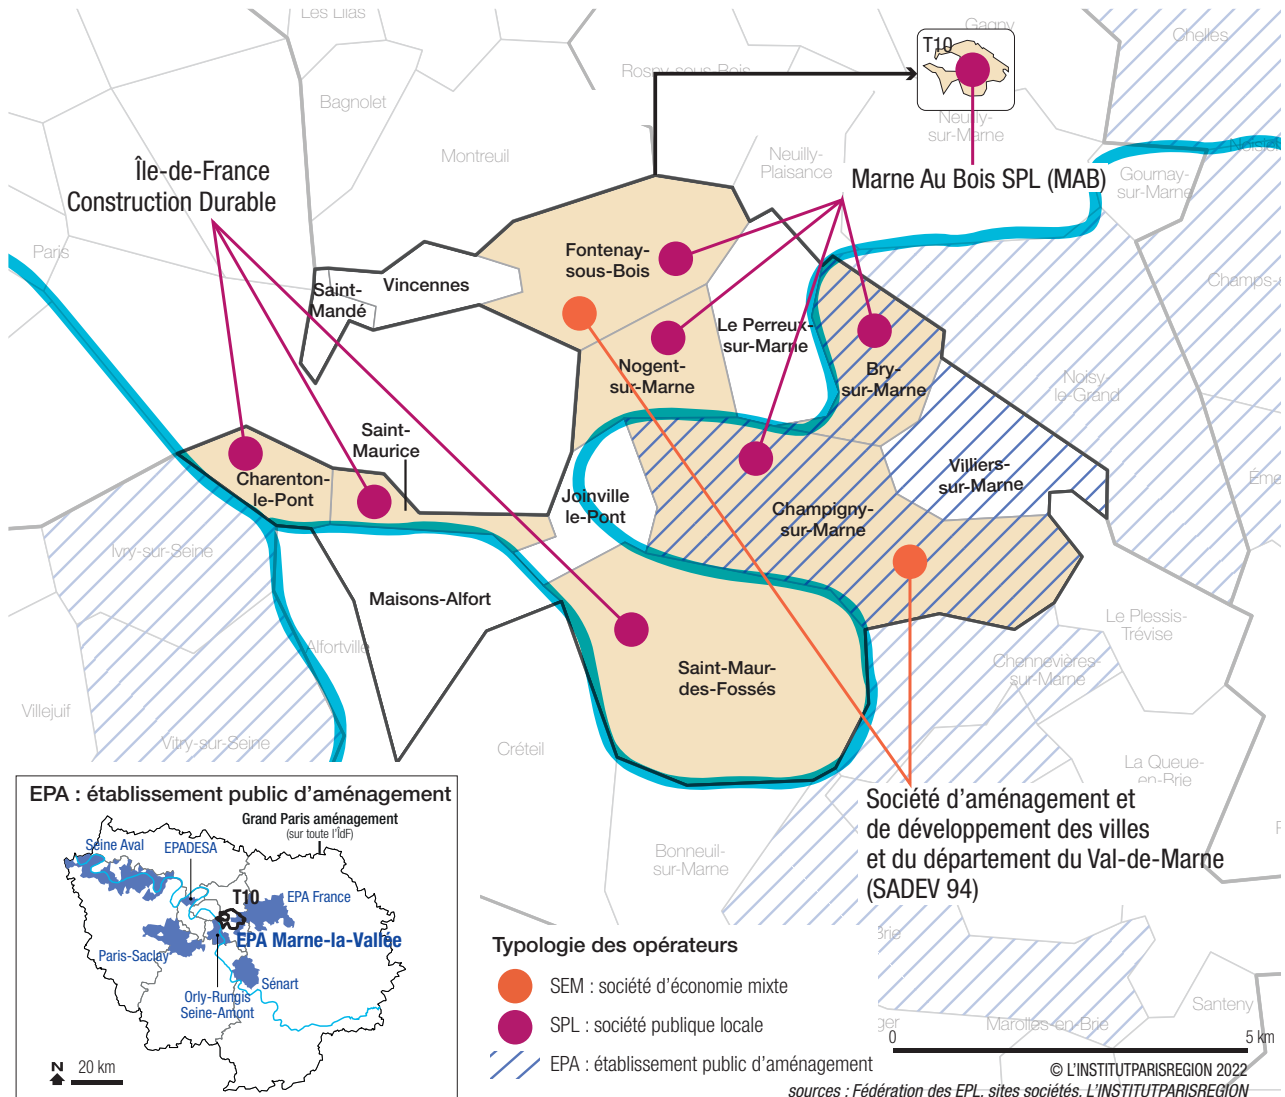 Les Lilas
Gagny
Chelles
T10
Rosny-sous-Bois
Bagnolet
Neuilly-
sur-Marne
Montreuil
Neuilly-
Plaisance
Île-de-France
Construction Durable
Marne Au Bois SPL (MAB)
Gournay-
sur-Marne
Paris
Fontenay-
sous-Bois
Saint-
Mandé
Vincennes
Le Perreux-
sur-Marne
Nogent-
sur-Marne
Bry-
sur-Marne
Noisy-
le-Grand
Saint-
Maurice
Charenton-
le-Pont
Villiers-
sur-Marne
Joinville
le-Pont
Champigny-
sur-Marne
Ivry-sur-Seine
Maisons-Alfort
Alfortville
Le Plessis-
Trévise
Chennevières-
sur-Marne
Saint-Maur-
des-Fossés
Villejuif
Vitry-sur-Seine
Créteil
La Queue-
en-Brie
Bonneuil-
sur-Marne
Société d'aménagement et
de développement des villes
et du département du Val-de-Marne
(SADEV 94)
EPA : établissement public d'aménagement
Grand Paris aménagement
(sur toute l'ÎdF)
Seine Aval
EPADESA
T10
EPA France
EPA Marne-la-Vallée
Paris-Saclay
Sénart
Orly-Rungis
Seine-Amont
N
20 km
Typologie des opérateurs
SEM : société d'économie mixte
SPL : société publique locale
EPA : établissement public d'aménagement
Marolles-en-Brie
Santeny
0
5 km
© L'INSTITUTPARISREGION 2022
sources : Fédération des EPL, sites sociétés, L'INSTITUTPARISREGION